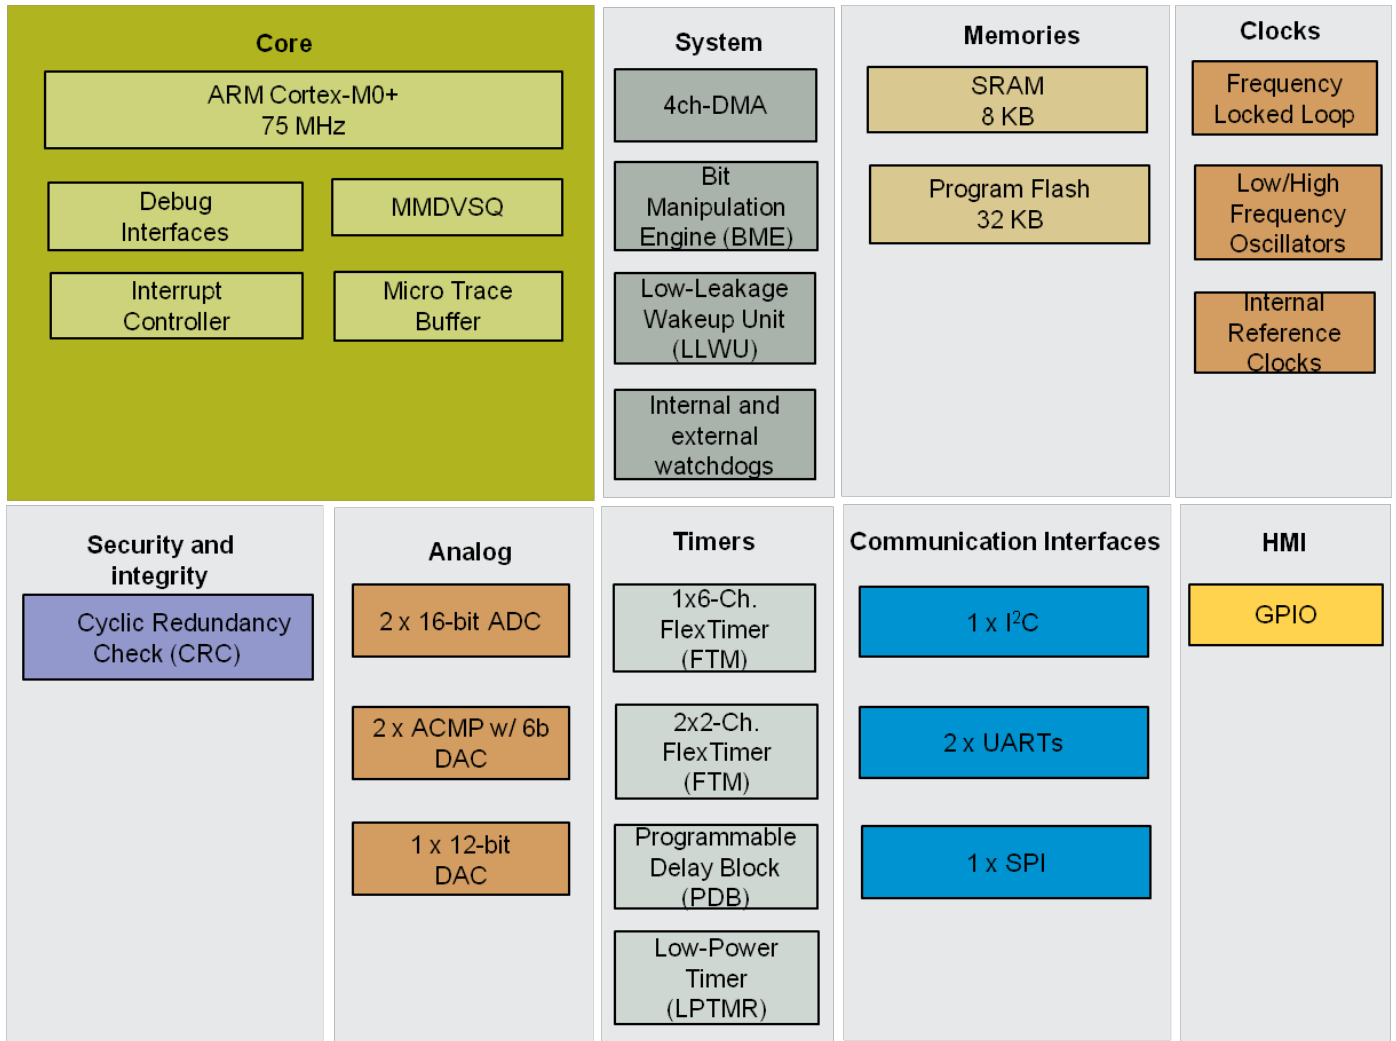 Core
ARM Cortex-M0+
75 MHz
Debug
Interfaces
MMDVSQ
Interrupt
Controller
Micro Trace
Buffer
System
4ch-DMA
Bit
Manipulation
Engine (BME)
Low-Leakage
Wakeup Unit
(LLWU)
Internal and
external
watchdogs
Memories
SRAM
8 KB
Program Flash
32 KB
Clocks
Frequency
Locked Loop
Low/High
Frequency
Oscillators
Internal
Reference
Clocks
Security and
integrity
Cyclic Redundancy
Check (CRC)
Analog
2 x 16-bit ADC
2 x ACMP w/ 6b
DAC
1 x 12-bit
DAC
Timers
1x6-Ch.
FlexTimer
(FTM)
2x2-Ch.
FlexTimer
(FTM)
Programmable
Delay Block
(PDB)
Low-Power
Timer
(LPTMR)
Communication Interfaces
1 x I²C
2 x UARTs
1 x SPI
HMI
GPIO